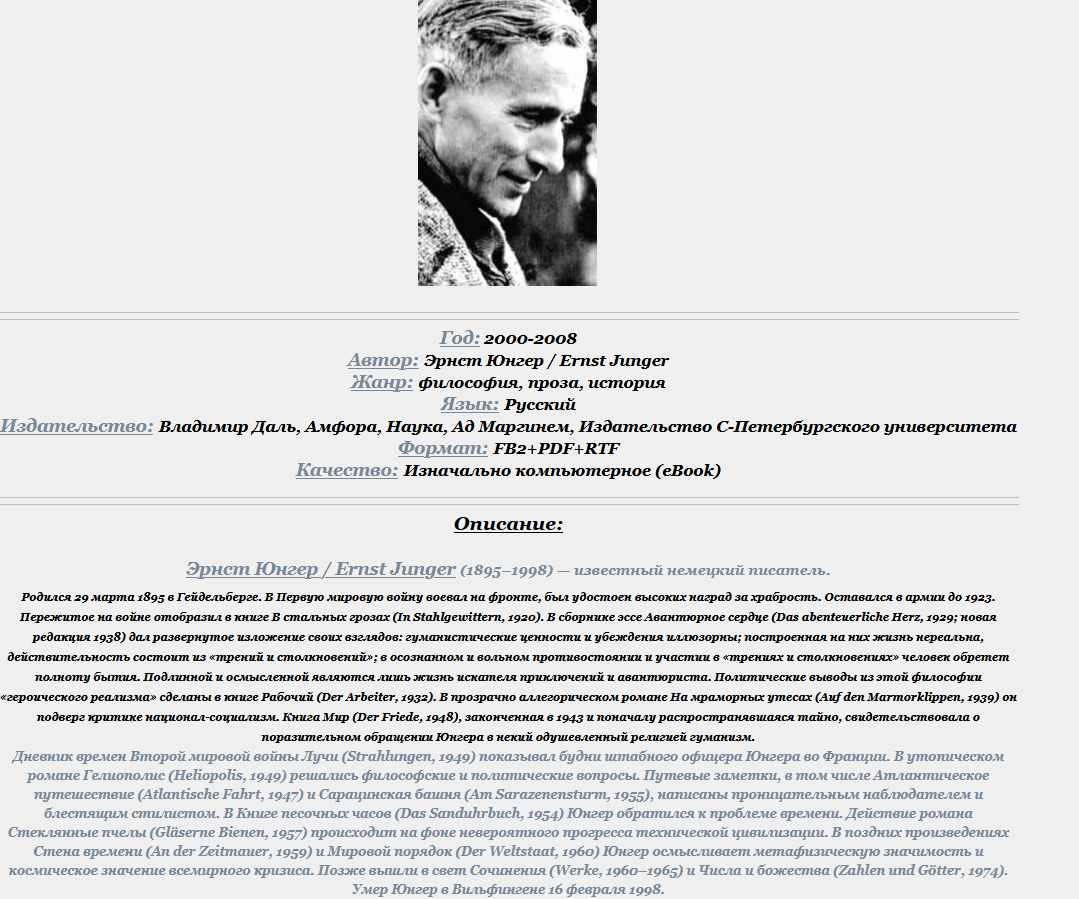 Год: 2000-2008
Автор: Эрнст Юнгер / Ernst Junger
Жанр: философия, проза, история
Язык: Русский
Издательство: Владимир Даль, Амфора, Наука, Ад Маргинем, Издательство С-Петербургского университета
Формат: FB2+PDF+RTF
Качество: Изначально компьютерное (eBook)
Описание:
Эрнст Юнгер / Ernst Junger (1895–1998) — известный немецкий писатель.
Родился 29 марта 1895 в Гейдельберге. В Первую мировую войну воевал на фронте, был удостоен высоких наград за храбрость. Оставался в армии до 1923.
Пережитое на войне отобразил в книге В стальных грозах (In Stahlgewittern, 1920). В сборнике эссе Авантюрное сердце (Das abenteuerliche Herz, 1929; новая
редакция 1938) дал развернутое изложение своих взглядов: гуманистические ценности и убеждения иллюзорны; построенная на них жизнь нереальна,
действительность состоит из «трений и столкновений»; в осознанном и вольном противостоянии и участии в «трениях и столкновениях» человек обретет
полноту бытия. Подлинной и осмысленной являются лишь жизнь искателя приключений и авантюриста. Политические выводы из этой философии
«героического реализма» сделаны в книге Рабочий (Der Arbeiter, 1932). В прозрачно аллегорическом романе На мраморных утесах (Auf den Marmorklippen, 1939) он
подверг критике национал-социализм. Книга Мир (Der Friede, 1948), законченная в 1943 и поначалу распространявшаяся тайно, свидетельствовала о
поразительном обращении Юнгера в некий одушевленный религией гуманизм.
Дневник времен Второй мировой войны Лучи (Strahlungen, 1949) показывал будни штабного офицера Юнгера во Франции. В утопическом
романе Гелиополис (Heliopolis, 1949) решались философские и политические вопросы. Путевые заметки, в том числе Атлантическое
путешествие (Atlantische Fahrt, 1947) и Сарацинская башня (Am Sarazenensturm, 1955), написаны проницательным наблюдателем и
блестящим стилистом. В Книге песочных часов (Das Sanduhrbuch, 1954) Юнгер обратился к проблеме времени. Действие романа
Стеклянные пчелы (Gläserne Bienen, 1957) происходит на фоне невероятного прогресса технической цивилизации. В поздних произведениях
Стена времени (An der Zeitmauer, 1959) и Мировой порядок (Der Weltstaat, 1960) Юнгер осмысливает метафизическую значимость и
космическое значение всемирного кризиса. Позже вышли в свет Сочинения (Werke, 1960–1965) и Числа и божества (Zahlen und Götter, 1974).
Умер Юнгер в Вильфингене 16 февраля 1998.